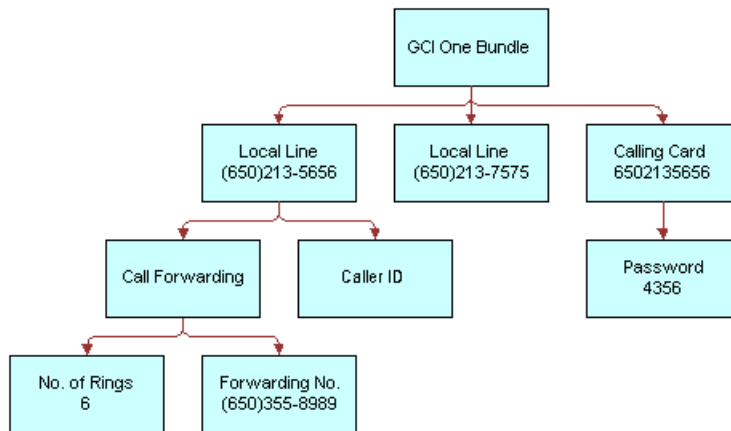 GCI One Bundle
Local Line
(650)213-5656
Local Line
(650)213-7575
Calling Card
6502135656
Call Forwarding
Caller ID
Password
4356
No. of Rings
6
Forwarding No.
(650)355-8989